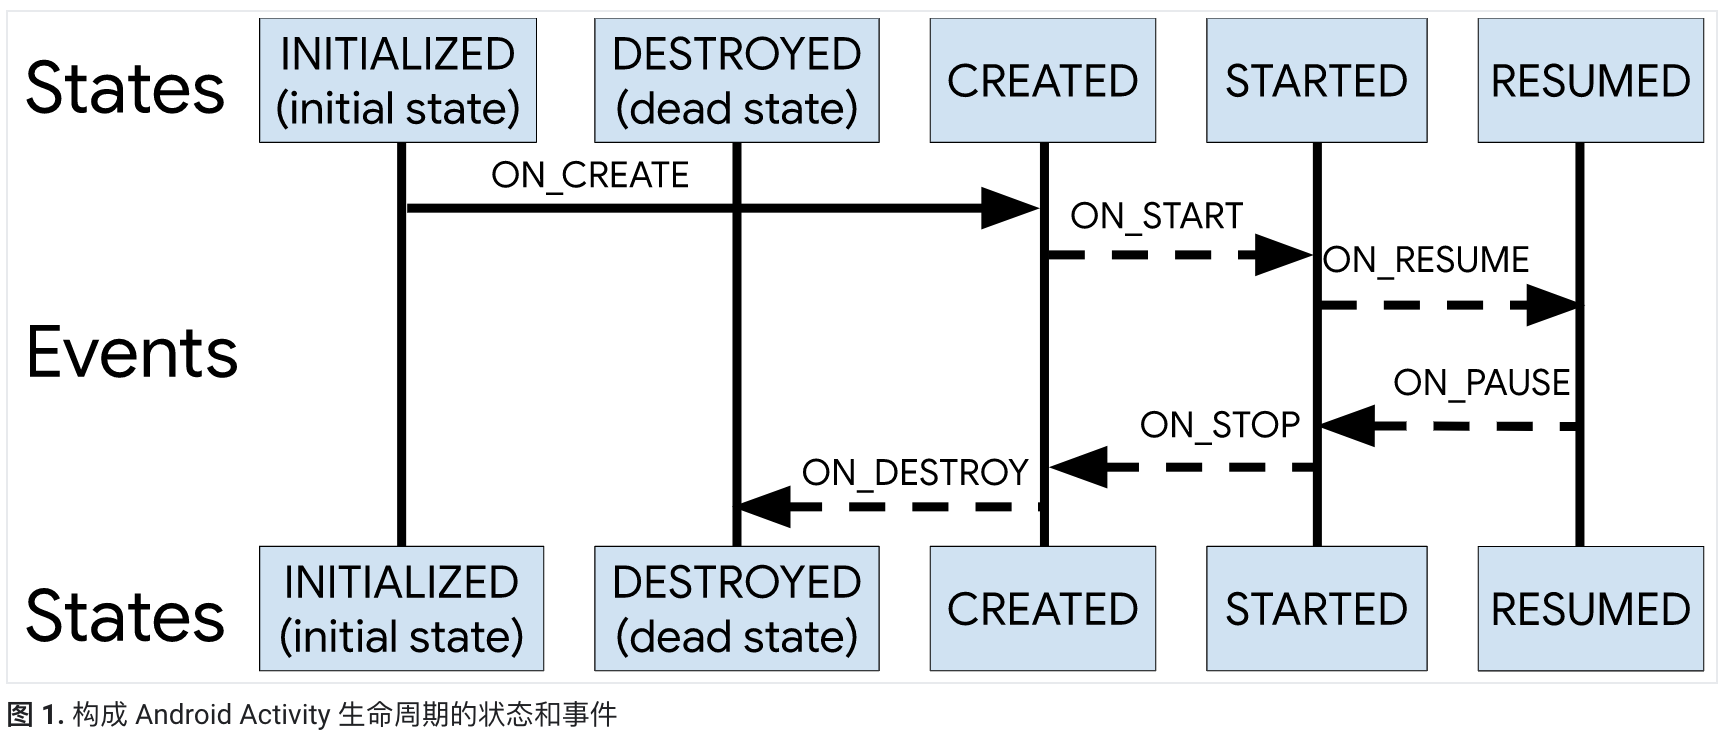 States
INITIALIZED
(initial state)
DESTROYED
(dead state)
CREATED
STARTED
RESUMED
ON_CREATE
ON_START
ON_RESUME
Events
ON_PAUSE
ON_STOP
ON_DESTROY
States
INITIALIZED
(initial state)
DESTROYED
(dead state)
CREATED
STARTED
RESUMED
图 1. 构成 Android Activity 生命周期的状态和事件